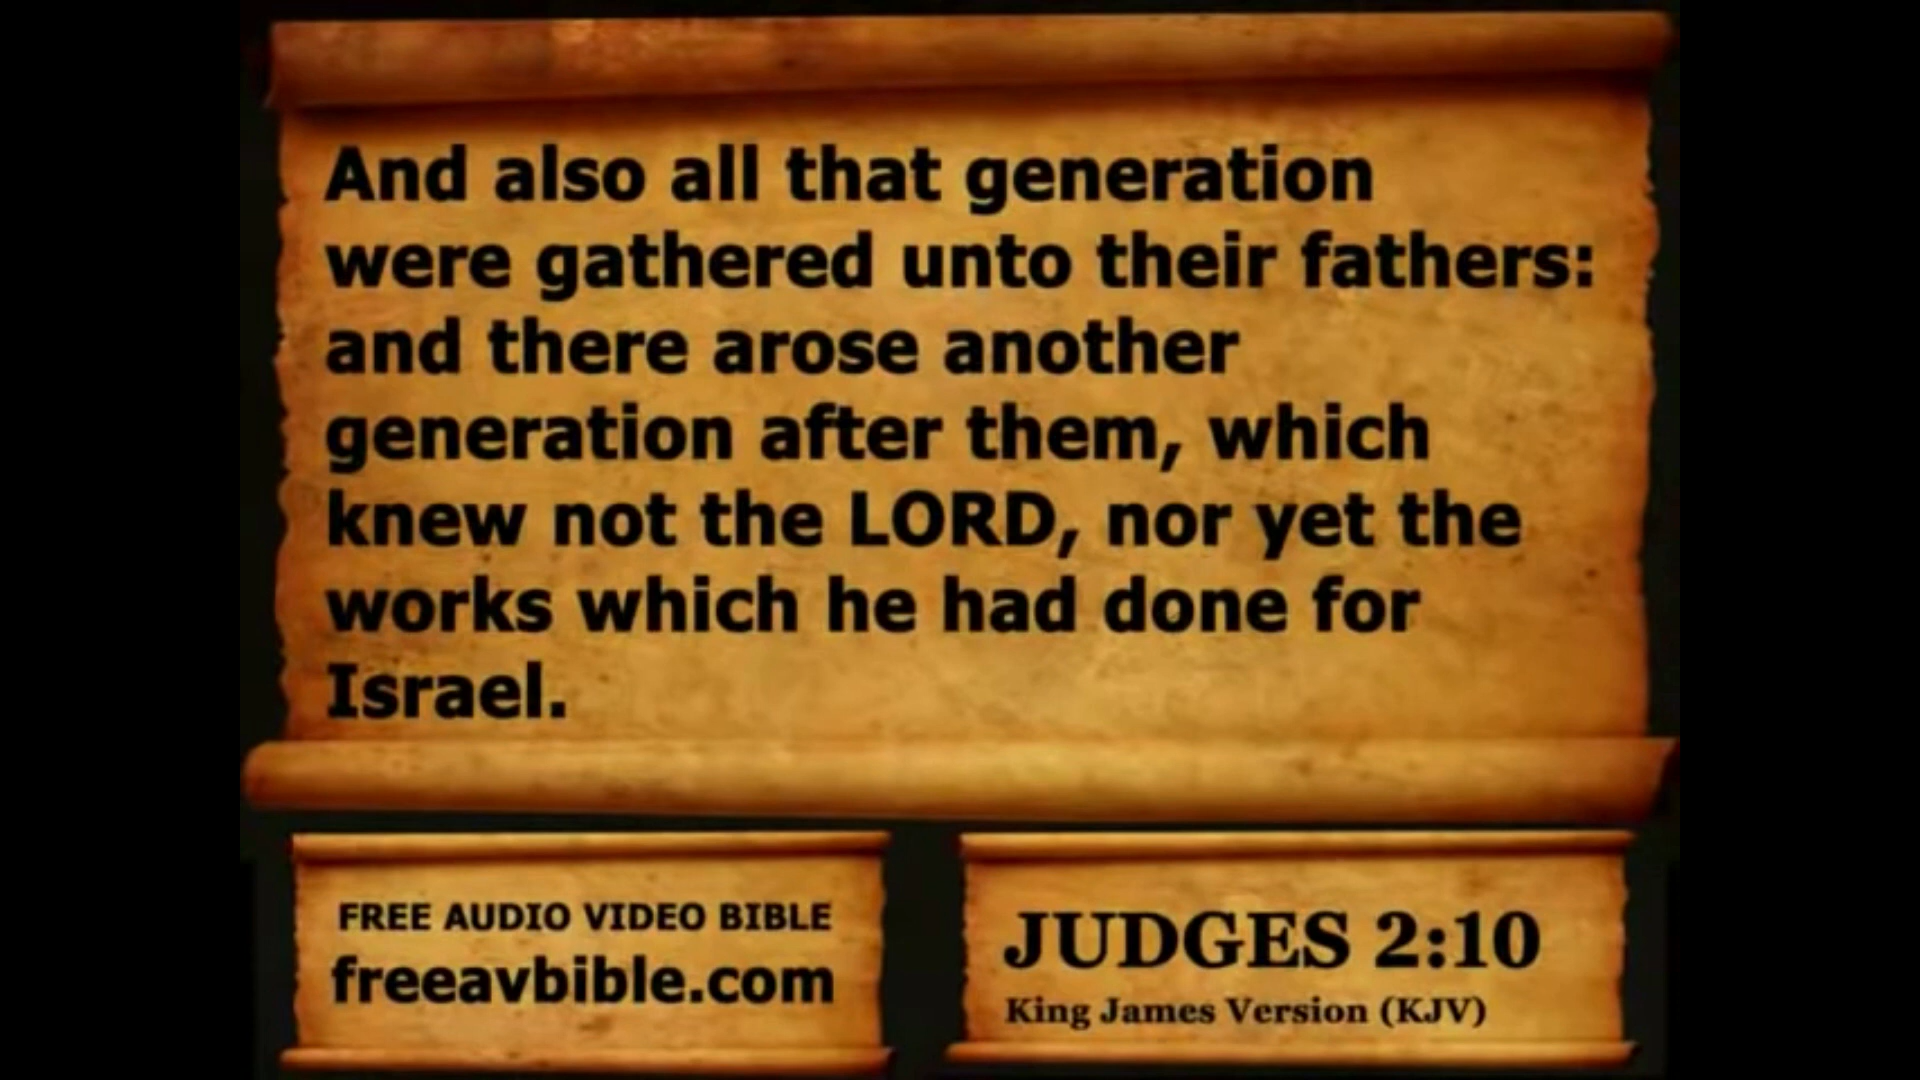 And also all that generation
were gathered unto their fathers:
and there arose another
generation after them, which
knew not the LORD, nor yet the
works which he had done for
Israel.
FREE AUDIO VIDEO BIBLE
freeavbible.com
JUDGES 2:10
King James Version (KJV)